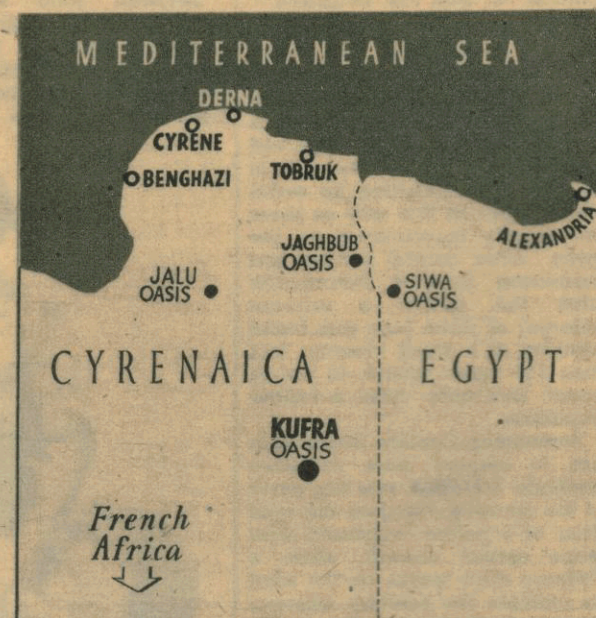 MEDITERRANEAN SEA
DERNA
CYRENE
TOBRUK
BENGHAZI
ALEXANDRIA
JAGHBUB
OASIS
JALU
OASIS
SIWA
OASIS
CYRENAICA
EGYPT
KUFRA
OASIS
French
Africa